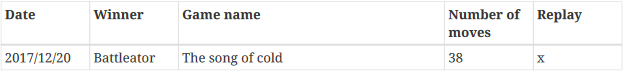 Date Winner Game name Number of moves Replay
2017/12/20 Battleator The song of cold 38 x